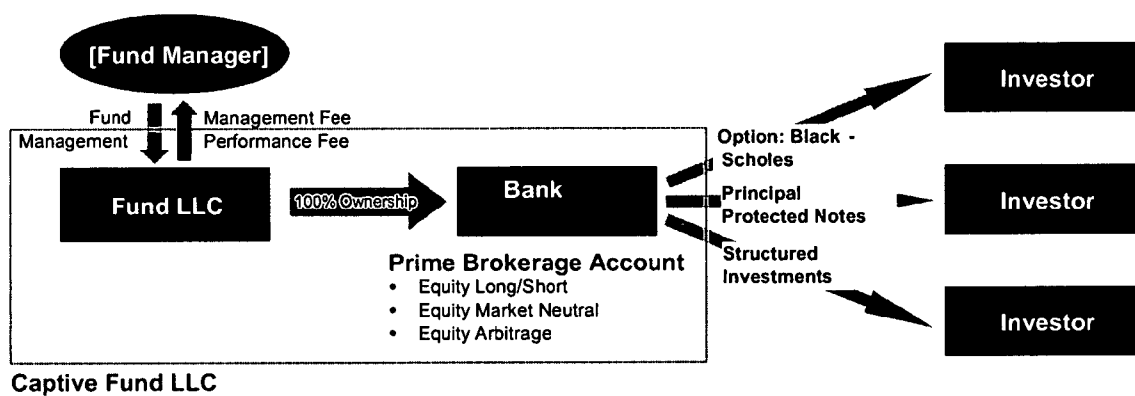 [Fund Manager]
Fund
Management
Management Fee
Performance Fee
Fund LLC
100% Ownership
Bank
Prime Brokerage Account
• Equity Long/Short
• Equity Market Neutral
• Equity Arbitrage
Option: Black -
Scholes
Principal
Protected Notes
Structured
Investments
Investor
Investor
Investor
Captive Fund LLC